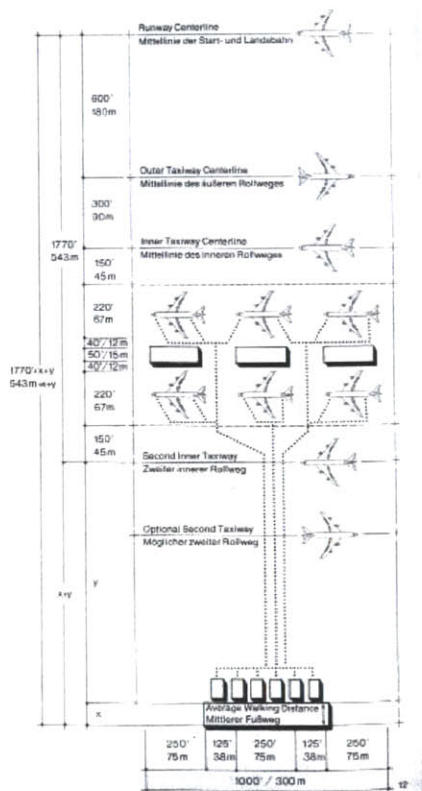 Runway Centerline
Mittellinie der Start- und Landebahn
600'
180m
Outer Taxiway Centerline
Mittellinie des äußeren Rollweges
300'
90m
Inner Taxiway Centerline
Mittellinie des inneren Rollweges
1770'
543m
150'
45m
220'
67m
40'/12m
50'/15m
40'/12m
1770'+x+y
543m+x+y
220'
67m
150'
45m
Second Inner Taxiway
Zweiter innerer Rollweg
Optional Second Taxiway
Möglicher zweiter Rollweg
y
x+y
x
Average Walking Distance
Mittlerer Fußweg
250' 125' 250' 125' 250'
75m 38m 75m 38m 75m
1000' / 300m
12